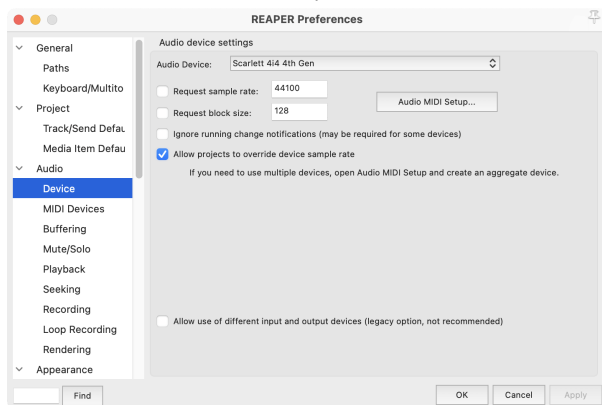 REAPER Preferences
General
Paths
Keyboard/Multito
Project
Track/Send Defau
Media Item Defau
Audio
Device
MIDI Devices
Buffering
Mute/Solo
Playback
Seeking
Recording
Loop Recording
Rendering
Appearance
Find
Audio device settings
Audio Device: Scarlett 4i4 4th Gen
Request sample rate: 44100
Request block size: 128
Audio MIDI Setup...
Ignore running change notifications (may be required for some devices)
Allow projects to override device sample rate
If you need to use multiple devices, open Audio MIDI Setup and create an aggregate device.
Allow use of different input and output devices (legacy option, not recommended)
OK Cancel Apply